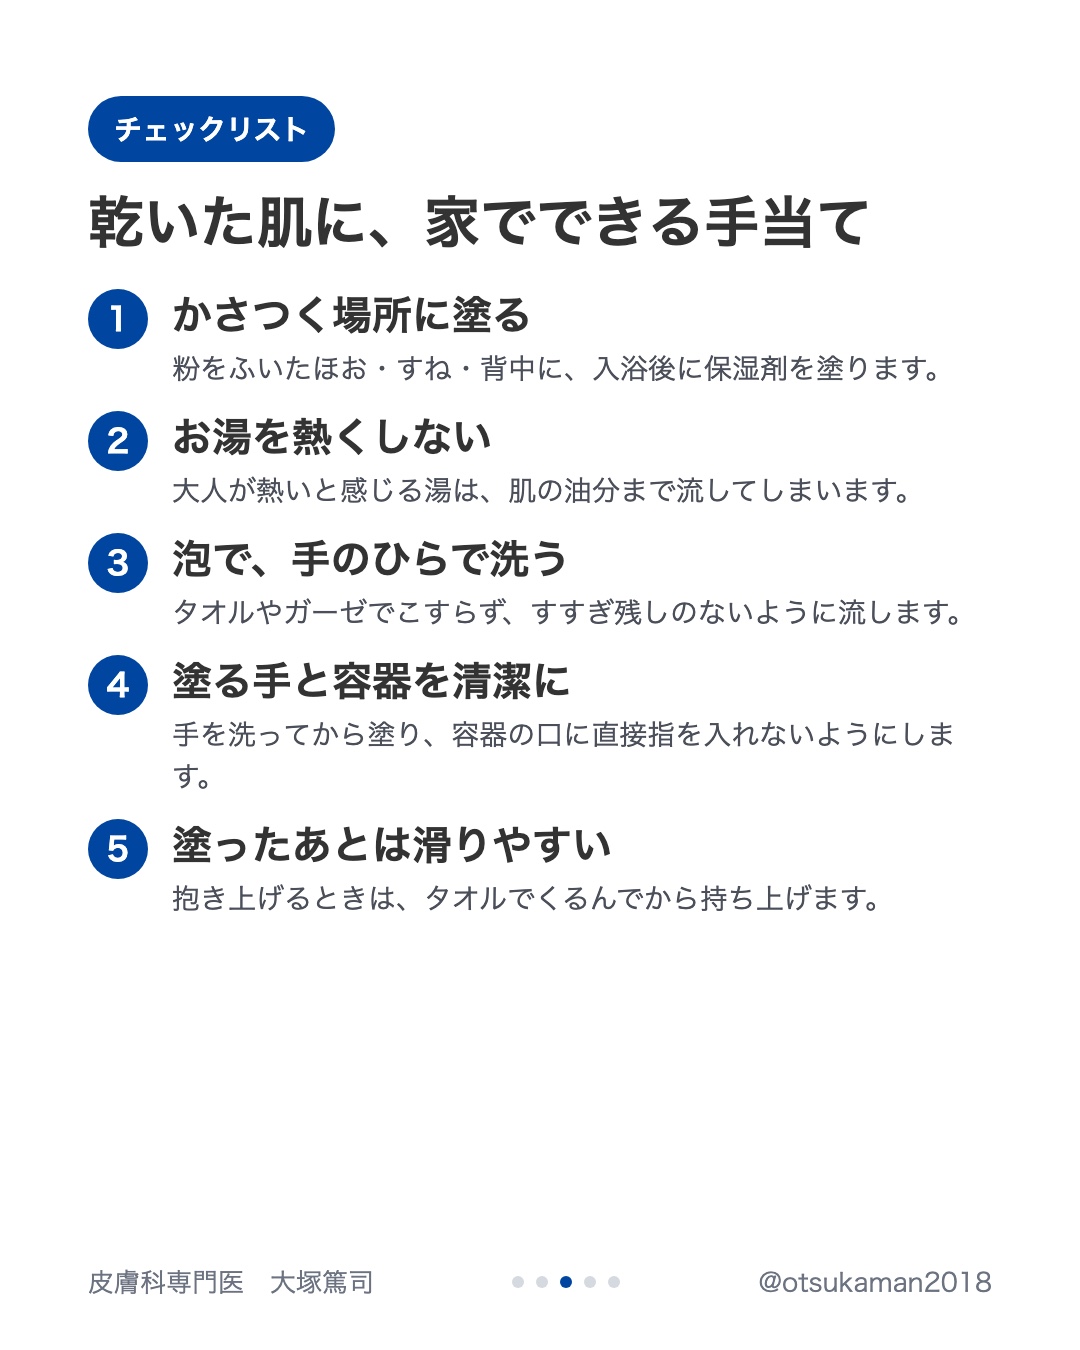 チェックリスト
乾いた肌に、家でできる手当て
1 かさつく場所に塗る
粉をふいたほお・すね・背中に、入浴後に保湿剤を塗ります。
2 お湯を熱くしない
大人が熱いと感じる湯は、肌の油分まで流してしまいます。
3 泡で、手のひらで洗う
タオルやガーゼでこすらず、すすぎ残しのないように流します。
4 塗る手と容器を清潔に
手を洗ってから塗り、容器の口に直接指を入れないようにしま
す。
5 塗ったあとは滑りやすい
抱き上げるときは、タオルでくるんでから持ち上げます。
皮膚科専門医　大塚篤司
@otsukaman2018